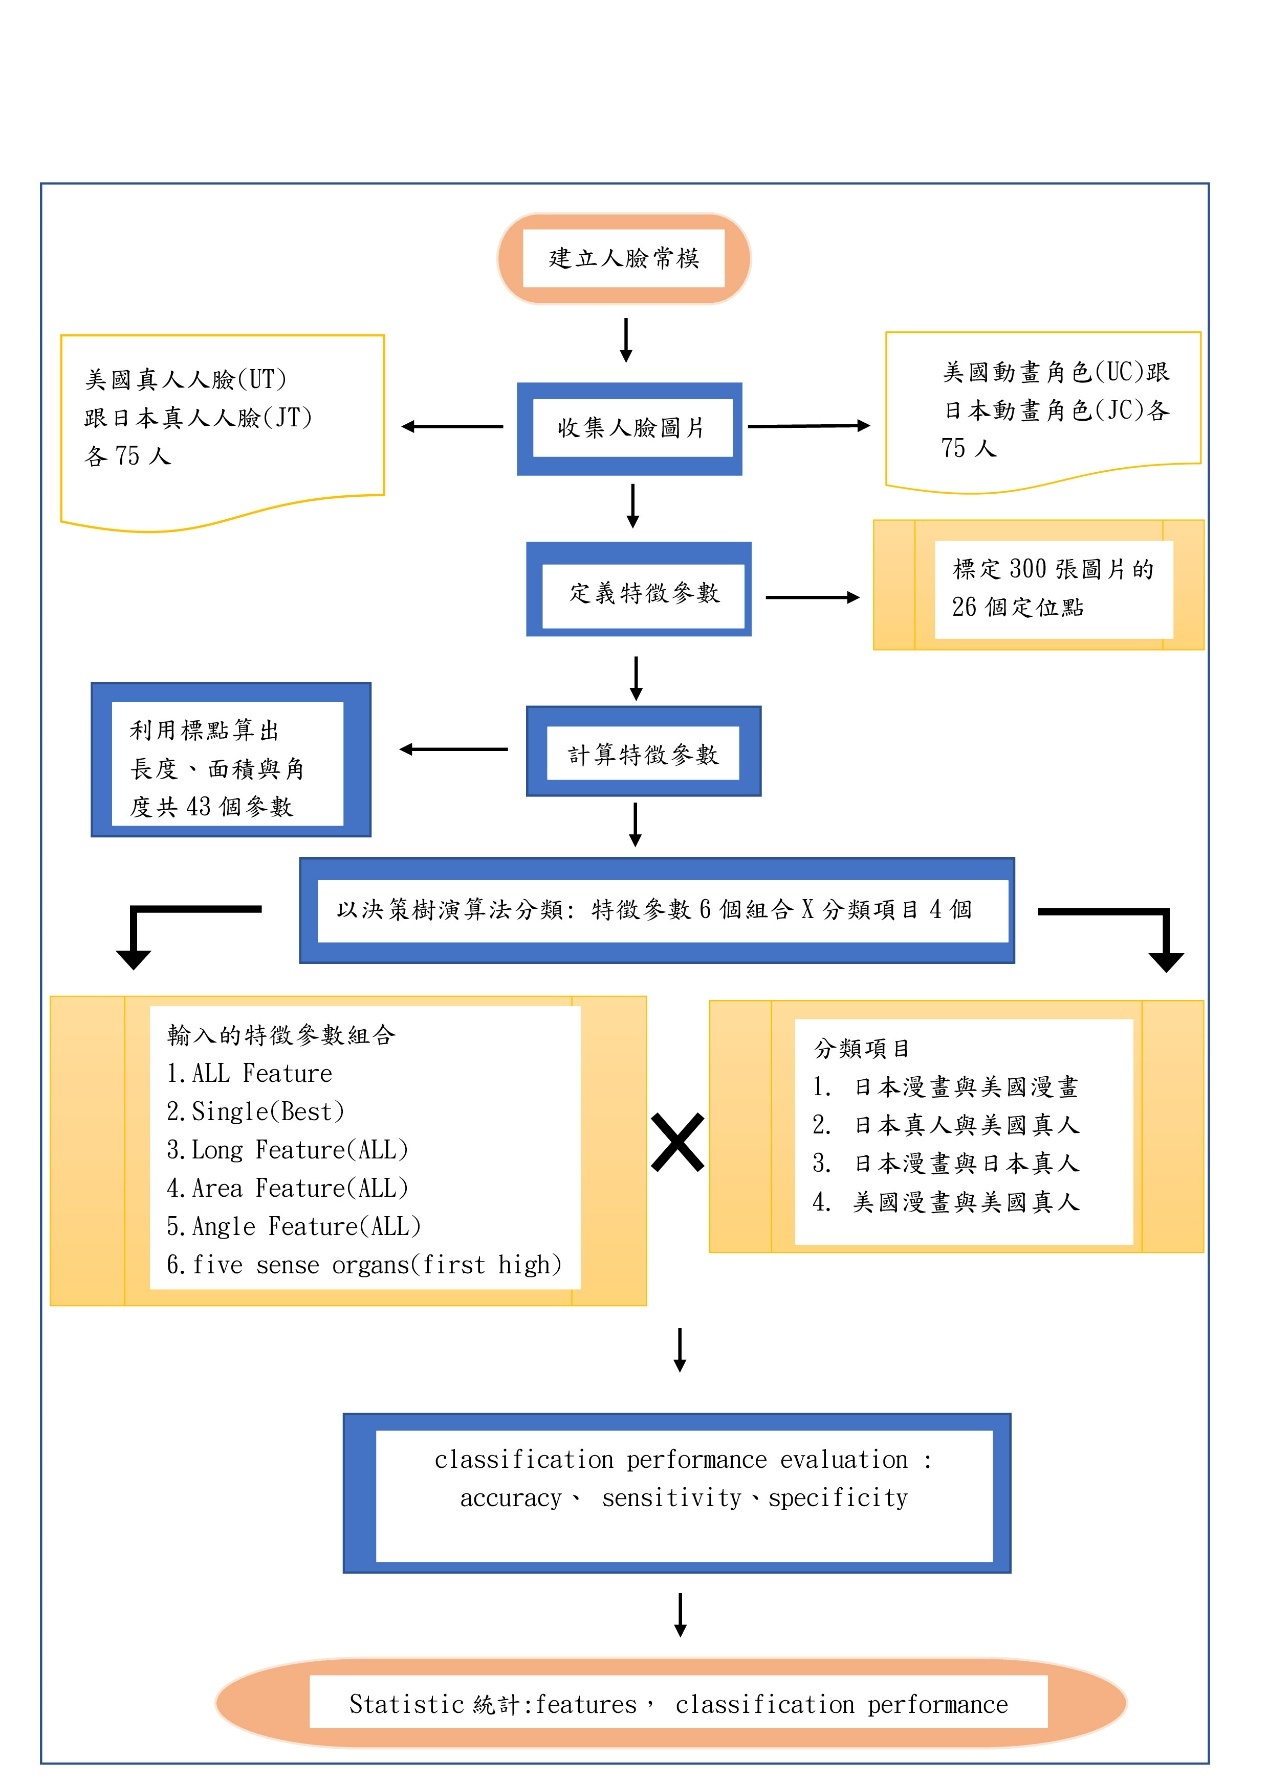 建立人臉常模
美國真人人臉(UT)
跟日本真人人臉(JT)
各 75 人
收集人臉圖片
美國動畫角色(UC)跟
日本動畫角色(JC)各
75 人
定義特徵參數
標定 300 張圖片的
26 個定位點
利用標點算出
長度、面積與角
度共 43 個參數
計算特徵參數
以決策樹演算法分類: 特徵參數 6 個組合 X 分類項目 4 個
輸入的特徵參數組合
1.ALL Feature
2.Single(Best)
3.Long Feature(ALL)
4.Area Feature(ALL)
5.Angle Feature(ALL)
6.five sense organs(first high)
分類項目
1. 日本漫畫與美國漫畫
2. 日本真人與美國真人
3. 日本漫畫與日本真人
4. 美國漫畫與美國真人
classification performance evaluation :
accuracy、 sensitivity、specificity
Statistic 統計:features， classification performance